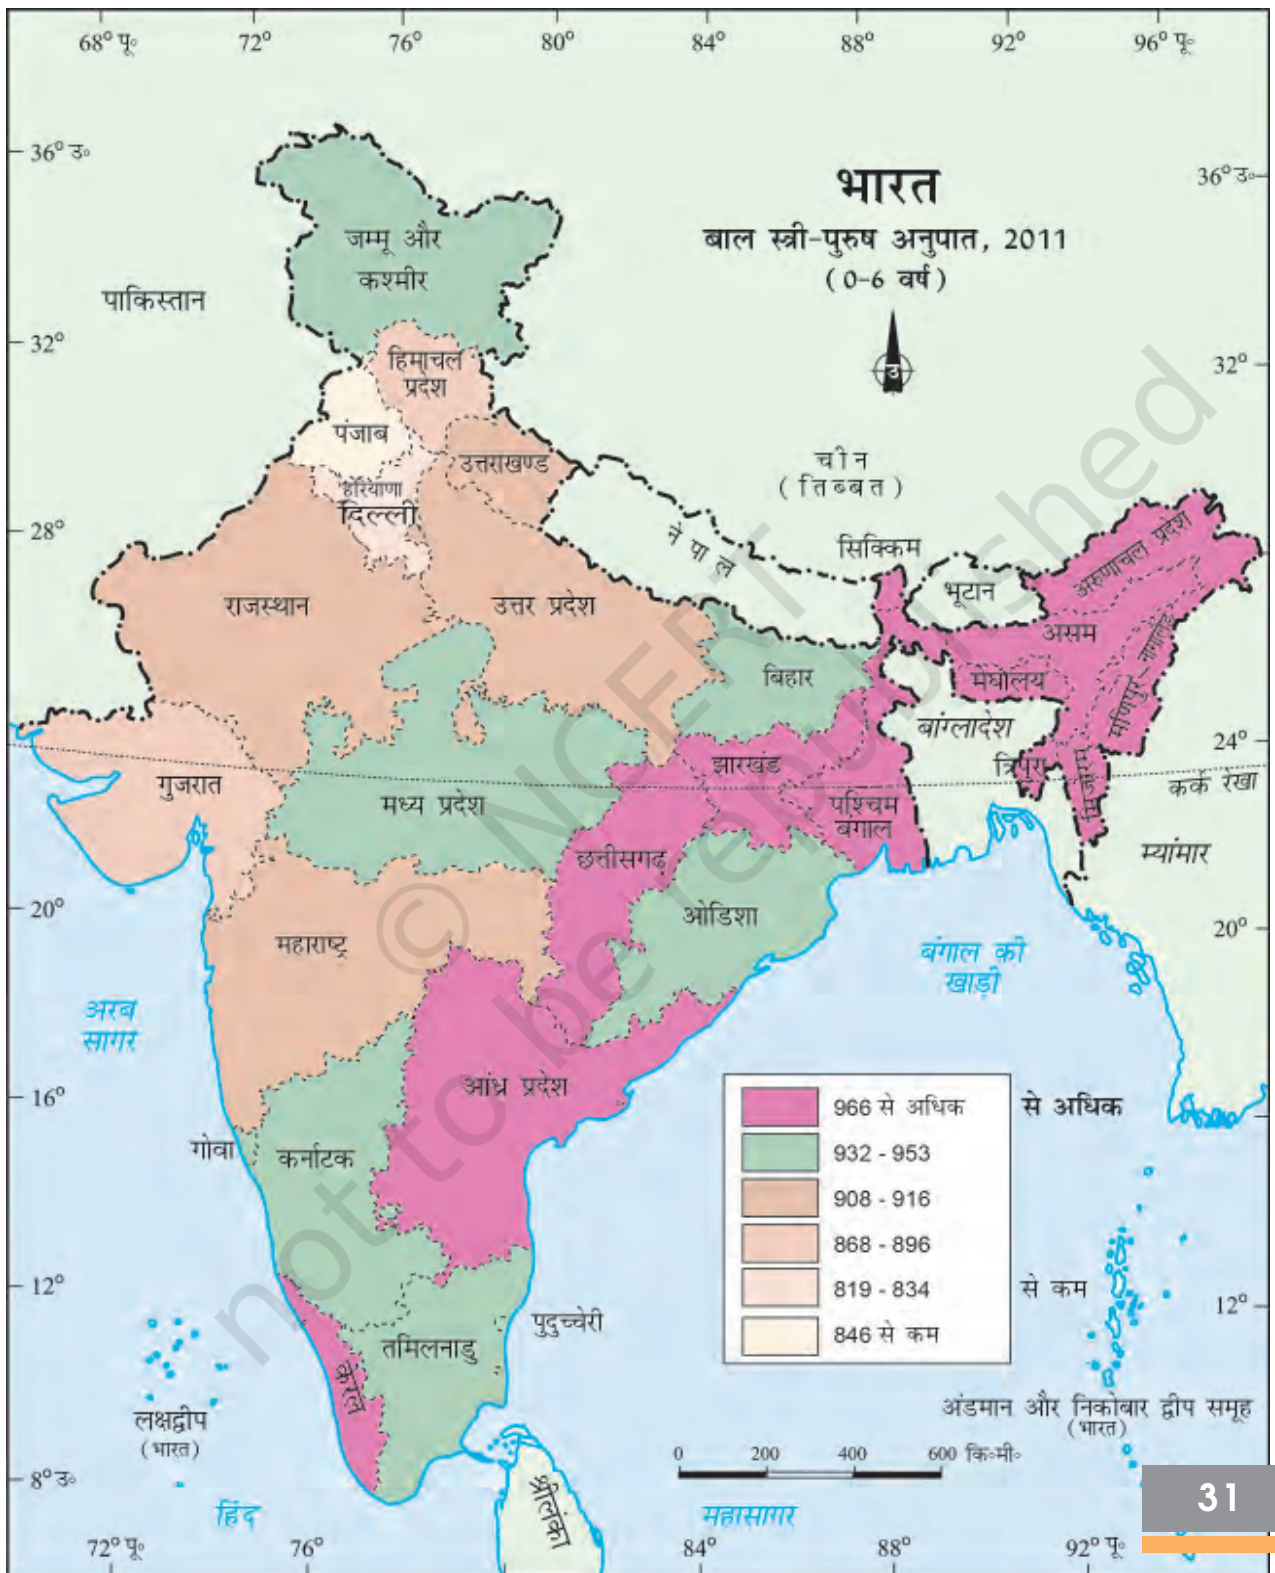 68° पू॰ 72° 76° 80° 84° 88° 92° 96° पू॰
36° उ॰
36° उ॰
भारत
बाल स्त्री-पुरुष अनुपात, 2011
(0-6 वर्ष)
उ
जम्मू और
कश्मीर
पाकिस्तान
32°
32°
हिमाचल
प्रदेश
पंजाब
उत्तराखण्ड
हरियाणा
दिल्ली
चीन
(तिब्बत)
28°
नेपाल
सिक्किम
भूटान
अरुणाचल प्रदेश
राजस्थान
उत्तर प्रदेश
असम
नागालैंड
बिहार
मेघालय
मणिपुर
बांग्लादेश
24°
गुजरात
मध्य प्रदेश
झारखंड
पश्चिम
बंगाल
त्रिपुरा
मिज़ोरम
कर्क रेखा
छत्तीसगढ़
म्यांमार
20°
20°
महाराष्ट्र
ओडिशा
बंगाल की
खाड़ी
अरब
सागर
आंध्र प्रदेश
16°
गोवा
कर्नाटक
966 से अधिक से अधिक
932 - 953
908 - 916
868 - 896
819 - 834 से कम
846 से कम
12°
12°
पुदुच्चेरी
तमिलनाडु
केरल
लक्षद्वीप
(भारत)
अंडमान और निकोबार द्वीप समूह
(भारत)
0 200 400 600 कि॰मी॰
8° उ॰
श्रीलंका
हिंद महासागर
31
72° पू॰ 76° 84° 88° 92° पू॰
© NCERT
not to be republished